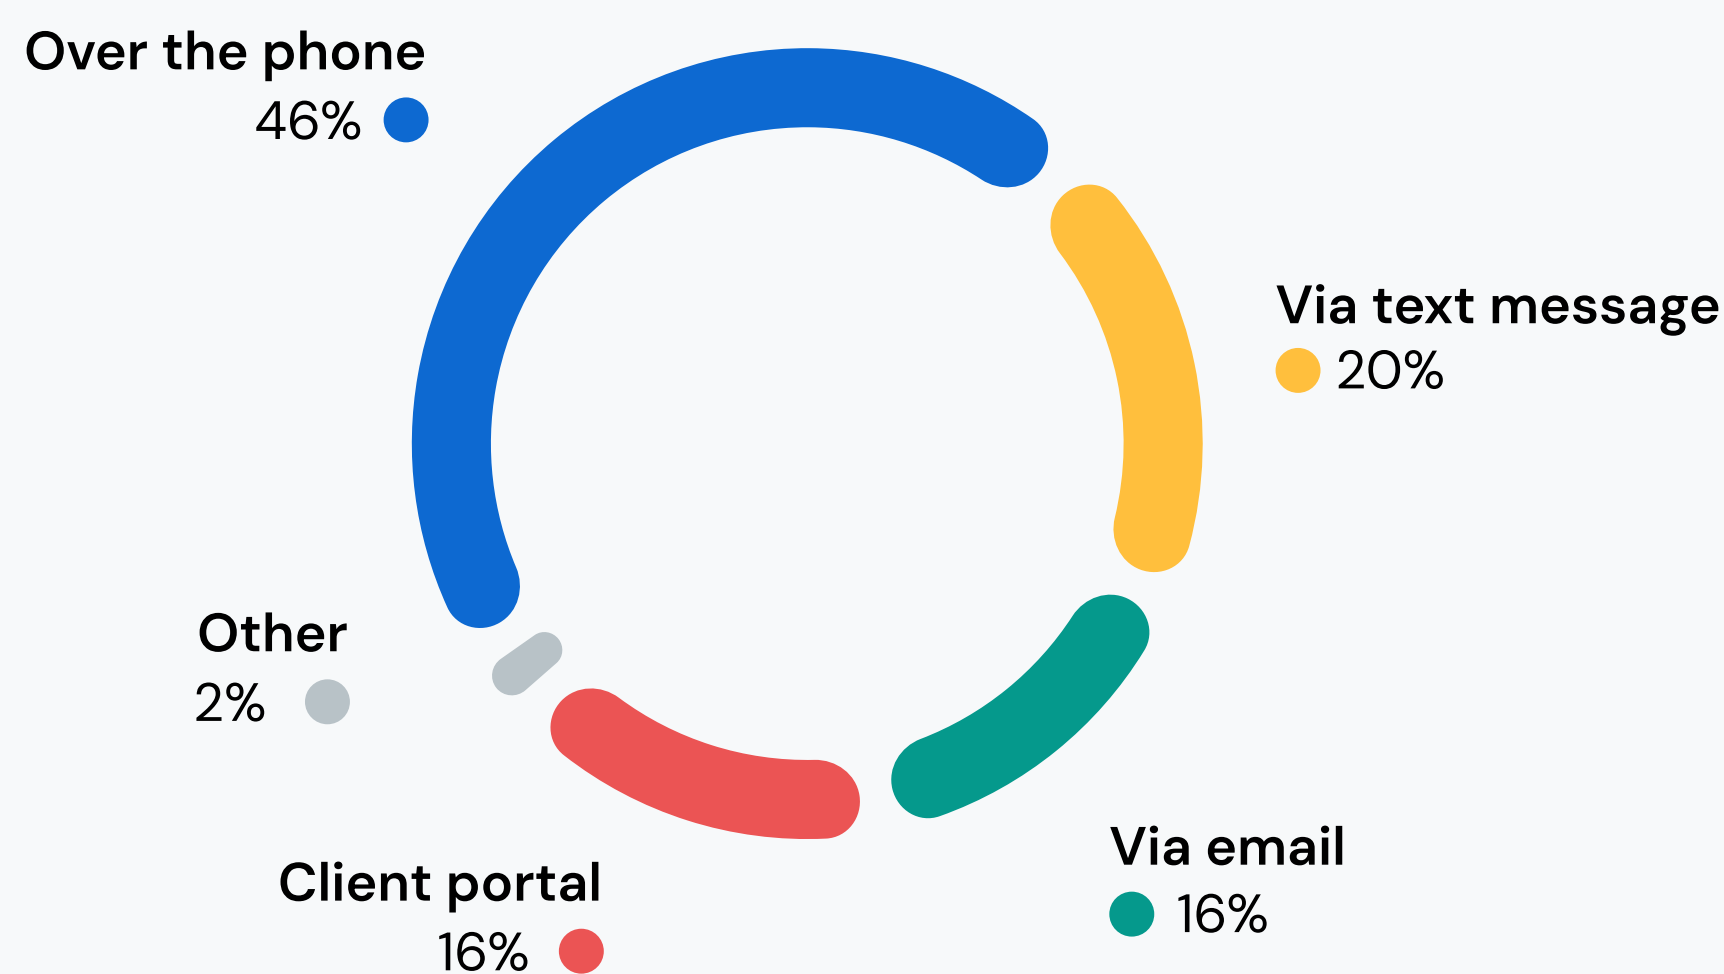 Over the phone
46%
Via text message
20%
Other
2%
Via email
16%
Client portal
16%